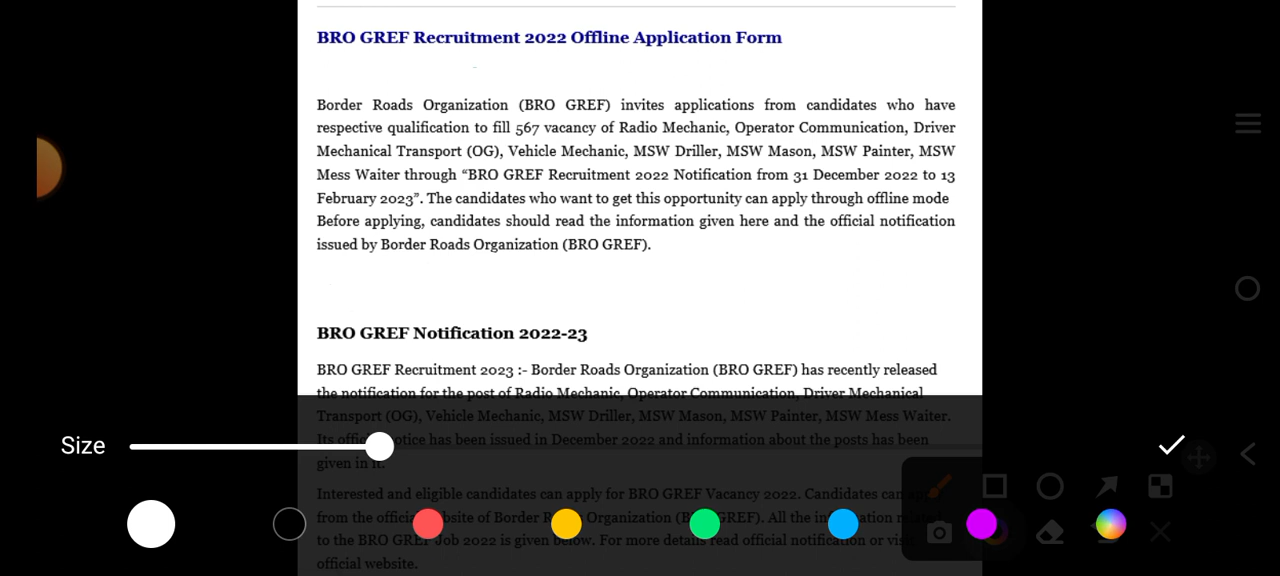 BRO GREF Recruitment 2022 Offline Application Form
Border Roads Organization (BRO GREF) invites applications from candidates who have
respective qualification to fill 567 vacancy of Radio Mechanic, Operator Communication, Driver
Mechanical Transport (OG), Vehicle Mechanic, MSW Driller, MSW Mason, MSW Painter, MSW
Mess Waiter through “BRO GREF Recruitment 2022 Notification from 31 December 2022 to 13
February 2023”. The candidates who want to get this opportunity can apply through offline mode
Before applying, candidates should read the information given here and the official notification
issued by Border Roads Organization (BRO GREF).
BRO GREF Notification 2022-23
BRO GREF Recruitment 2023 :- Border Roads Organization (BRO GREF) has recently released
the notification for the post of Radio Mechanic, Operator Communication, Driver Mechanical
Transport (OG), Vehicle Mechanic, MSW Driller, MSW Mason, MSW Painter, MSW Mess Waiter.
Its notice has been issued in December 2022 and information about the posts has been
given in it.
Size
Interested and eligible candidates can apply for BRO GREF Vacancy 2022. Candidates can
from the of Border Organization GREF). All the
to the BRO GREF Job 2022 is given below. For more details read official notification or
official website.